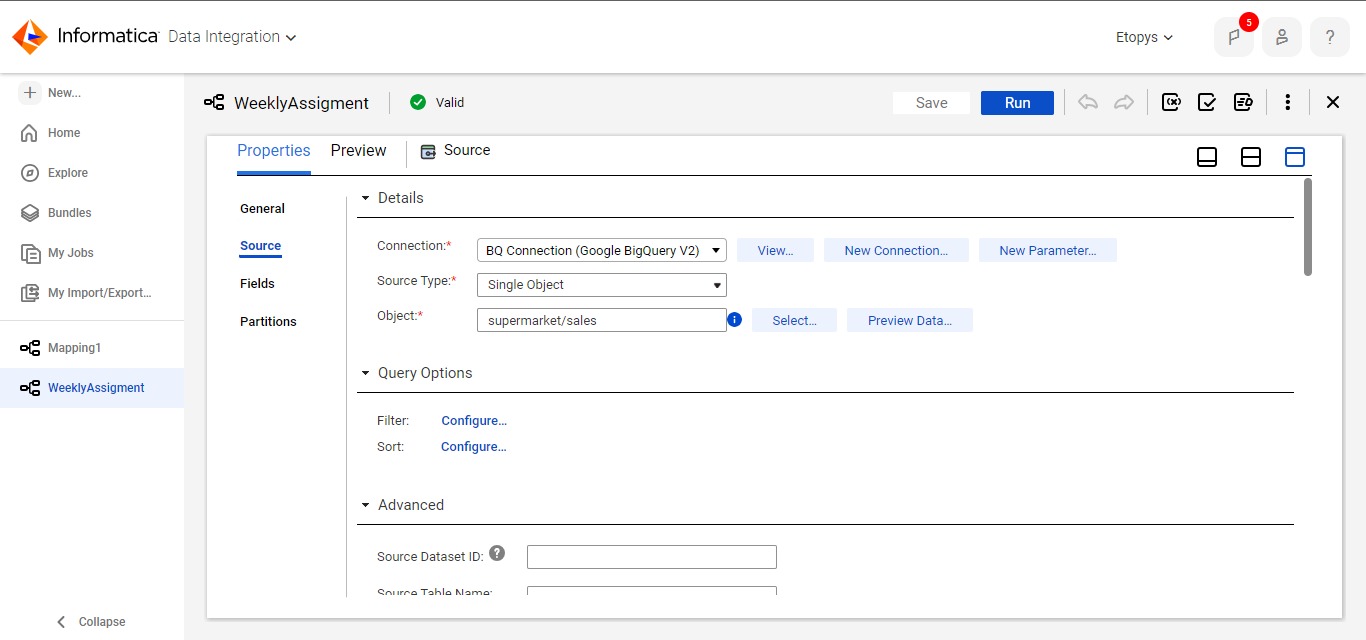 Informatica Data Integration
Etopys
5
?
New...
Home
Explore
Bundles
My Jobs
My Import/Export...
Mapping1
WeeklyAssigment
Collapse
WeeklyAssigment Valid Save Run
Properties Preview Source
General
Source
Fields
Partitions
Details
Connection:* BQ Connection (Google BigQuery V2) View... New Connection... New Parameter...
Source Type:* Single Object
Object:* supermarket/sales i Select... Preview Data...
Query Options
Filter: Configure...
Sort: Configure...
Advanced
Source Dataset ID: ?
Source Table Name: